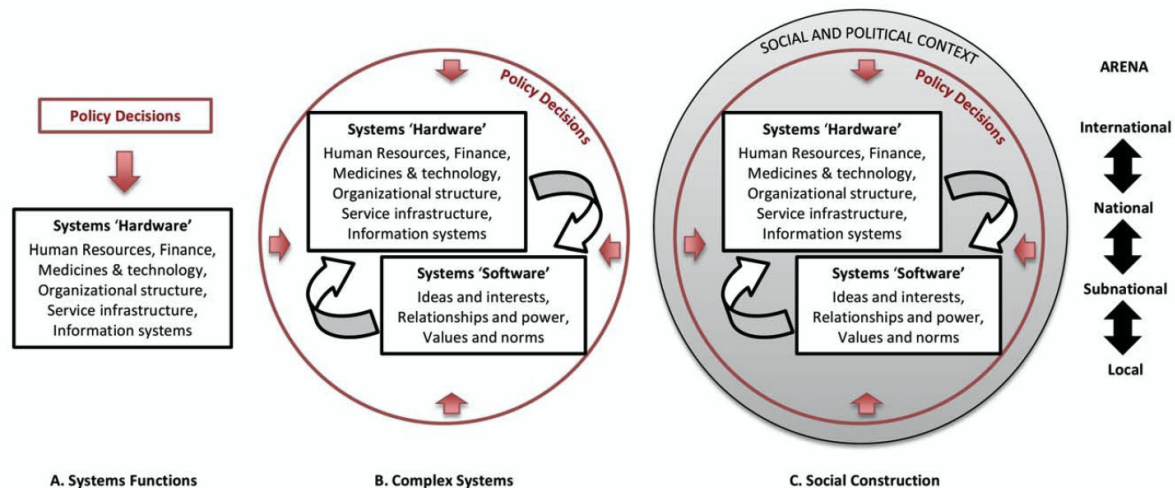 Policy Decisions
Systems ‘Hardware’
Human Resources, Finance,
Medicines & technology,
Organizational structure,
Service infrastructure,
Information systems
A. Systems Functions
Policy Decisions
Systems ‘Hardware’
Human Resources, Finance,
Medicines & technology,
Organizational structure,
Service infrastructure,
Information systems
Systems ‘Software’
Ideas and interests,
Relationships and power,
Values and norms
B. Complex Systems
SOCIAL AND POLITICAL CONTEXT
Policy Decisions
Systems ‘Hardware’
Human Resources, Finance,
Medicines & technology,
Organizational structure,
Service infrastructure,
Information systems
Systems ‘Software’
Ideas and interests,
Relationships and power,
Values and norms
C. Social Construction
ARENA
International
National
Subnational
Local